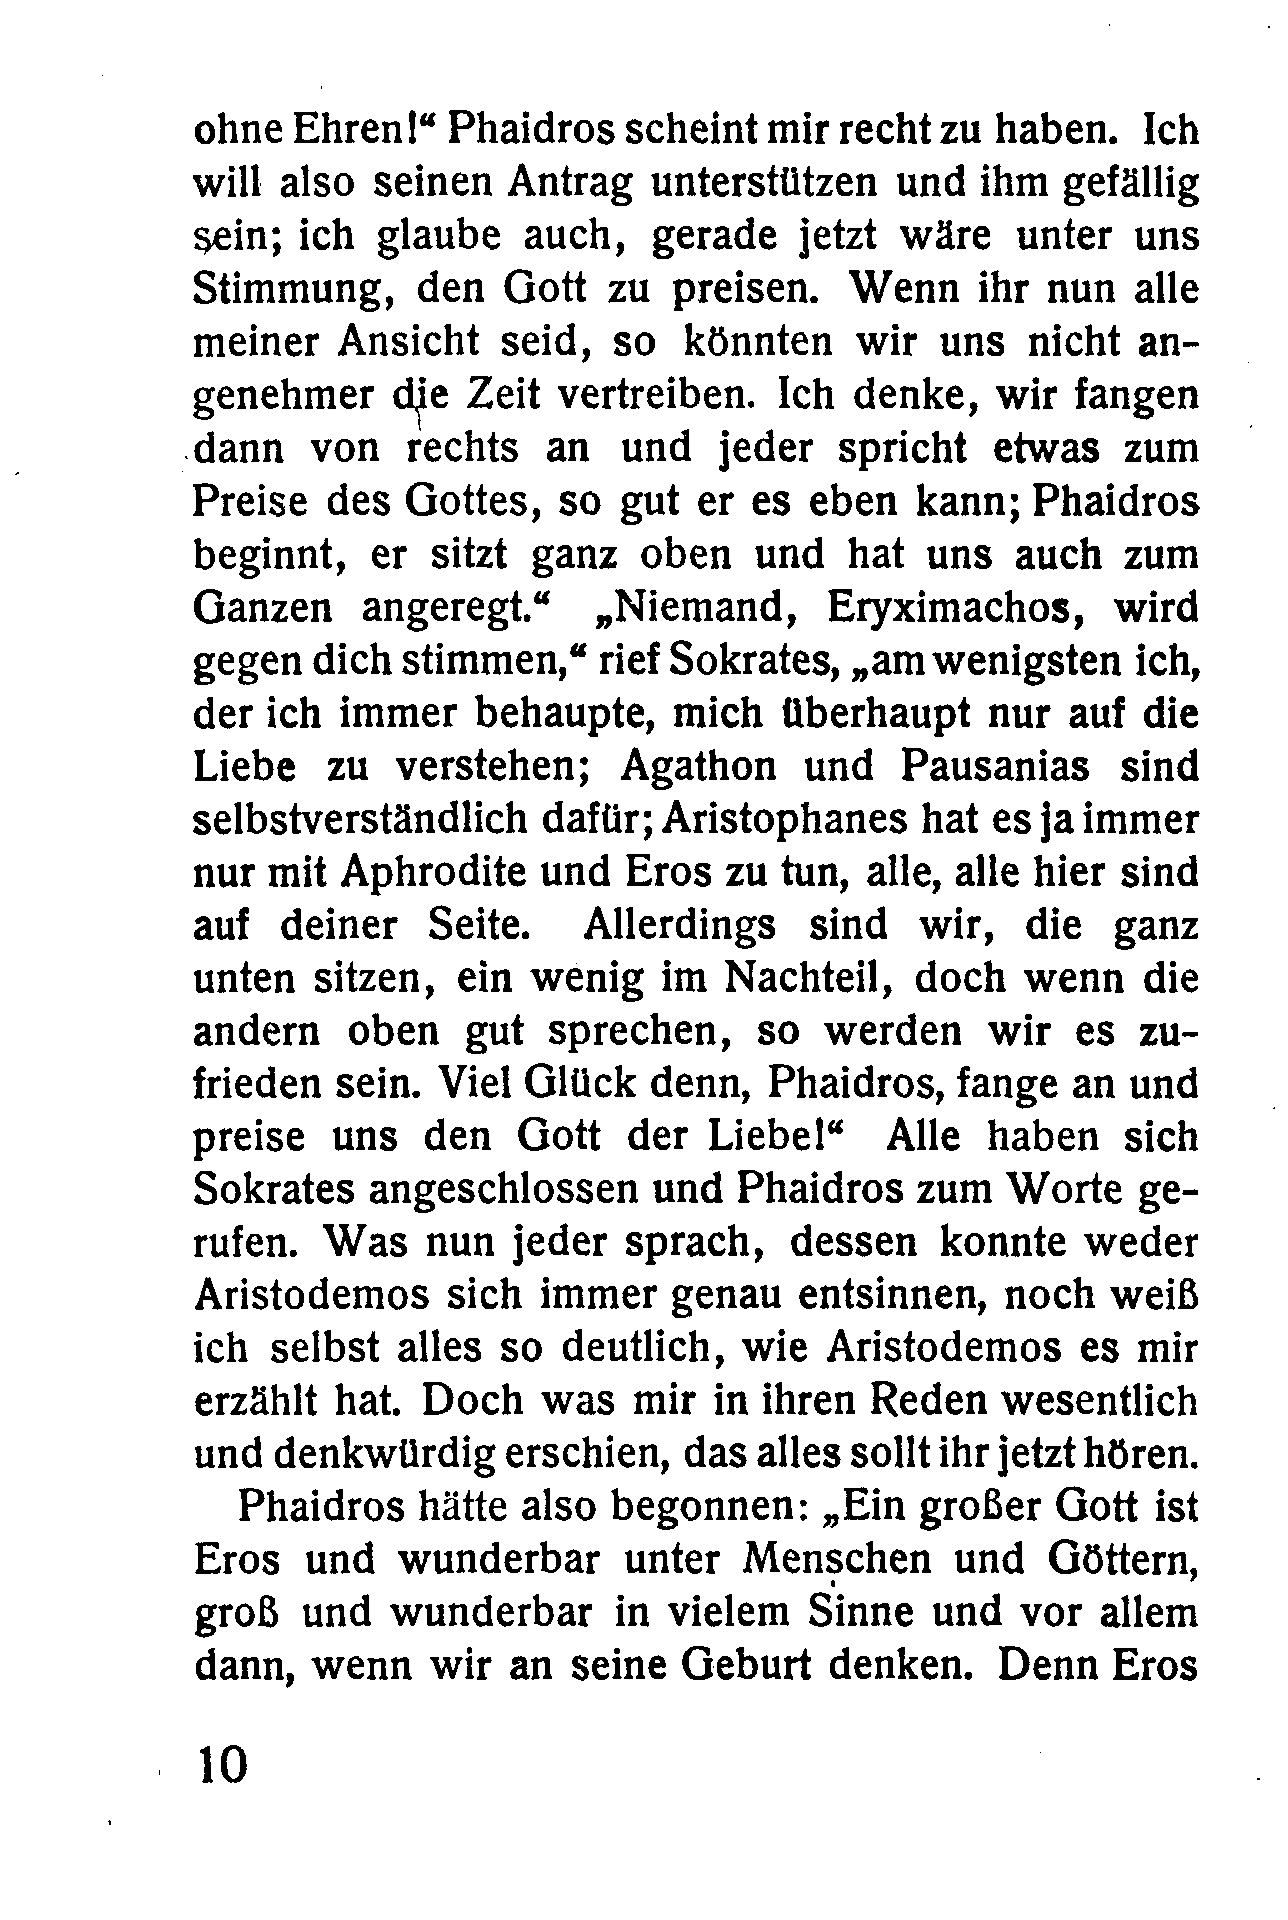 ohne Ehren!“ Phaidros scheint mir recht zu haben. Ich
will also seinen Antrag unterstützen und ihm gefällig
sein; ich glaube auch, gerade jetzt wäre unter uns
Stimmung, den Gott zu preisen. Wenn ihr nun alle
meiner Ansicht seid, so könnten wir uns nicht an-
genehmer die Zeit vertreiben. Ich denke, wir fangen
dann von rechts an und jeder spricht etwas zum
Preise des Gottes, so gut er es eben kann; Phaidros
beginnt, er sitzt ganz oben und hat uns auch zum
Ganzen angeregt.“ „Niemand, Eryximachos, wird
gegen dich stimmen,“ rief Sokrates, „am wenigsten ich,
der ich immer behaupte, mich überhaupt nur auf die
Liebe zu verstehen; Agathon und Pausanias sind
selbstverständlich dafür; Aristophanes hat es ja immer
nur mit Aphrodite und Eros zu tun, alle, alle hier sind
auf deiner Seite. Allerdings sind wir, die ganz
unten sitzen, ein wenig im Nachteil, doch wenn die
andern oben gut sprechen, so werden wir es zu-
frieden sein. Viel Glück denn, Phaidros, fange an und
preise uns den Gott der Liebe!“ Alle haben sich
Sokrates angeschlossen und Phaidros zum Worte ge-
rufen. Was nun jeder sprach, dessen konnte weder
Aristodemos sich immer genau entsinnen, noch weiß
ich selbst alles so deutlich, wie Aristodemos es mir
erzählt hat. Doch was mir in ihren Reden wesentlich
und denkwürdig erschien, das alles sollt ihr jetzt hören.
Phaidros hätte also begonnen: „Ein großer Gott ist
Eros und wunderbar unter Menschen und Göttern,
groß und wunderbar in vielem Sinne und vor allem
dann, wenn wir an seine Geburt denken. Denn Eros
10